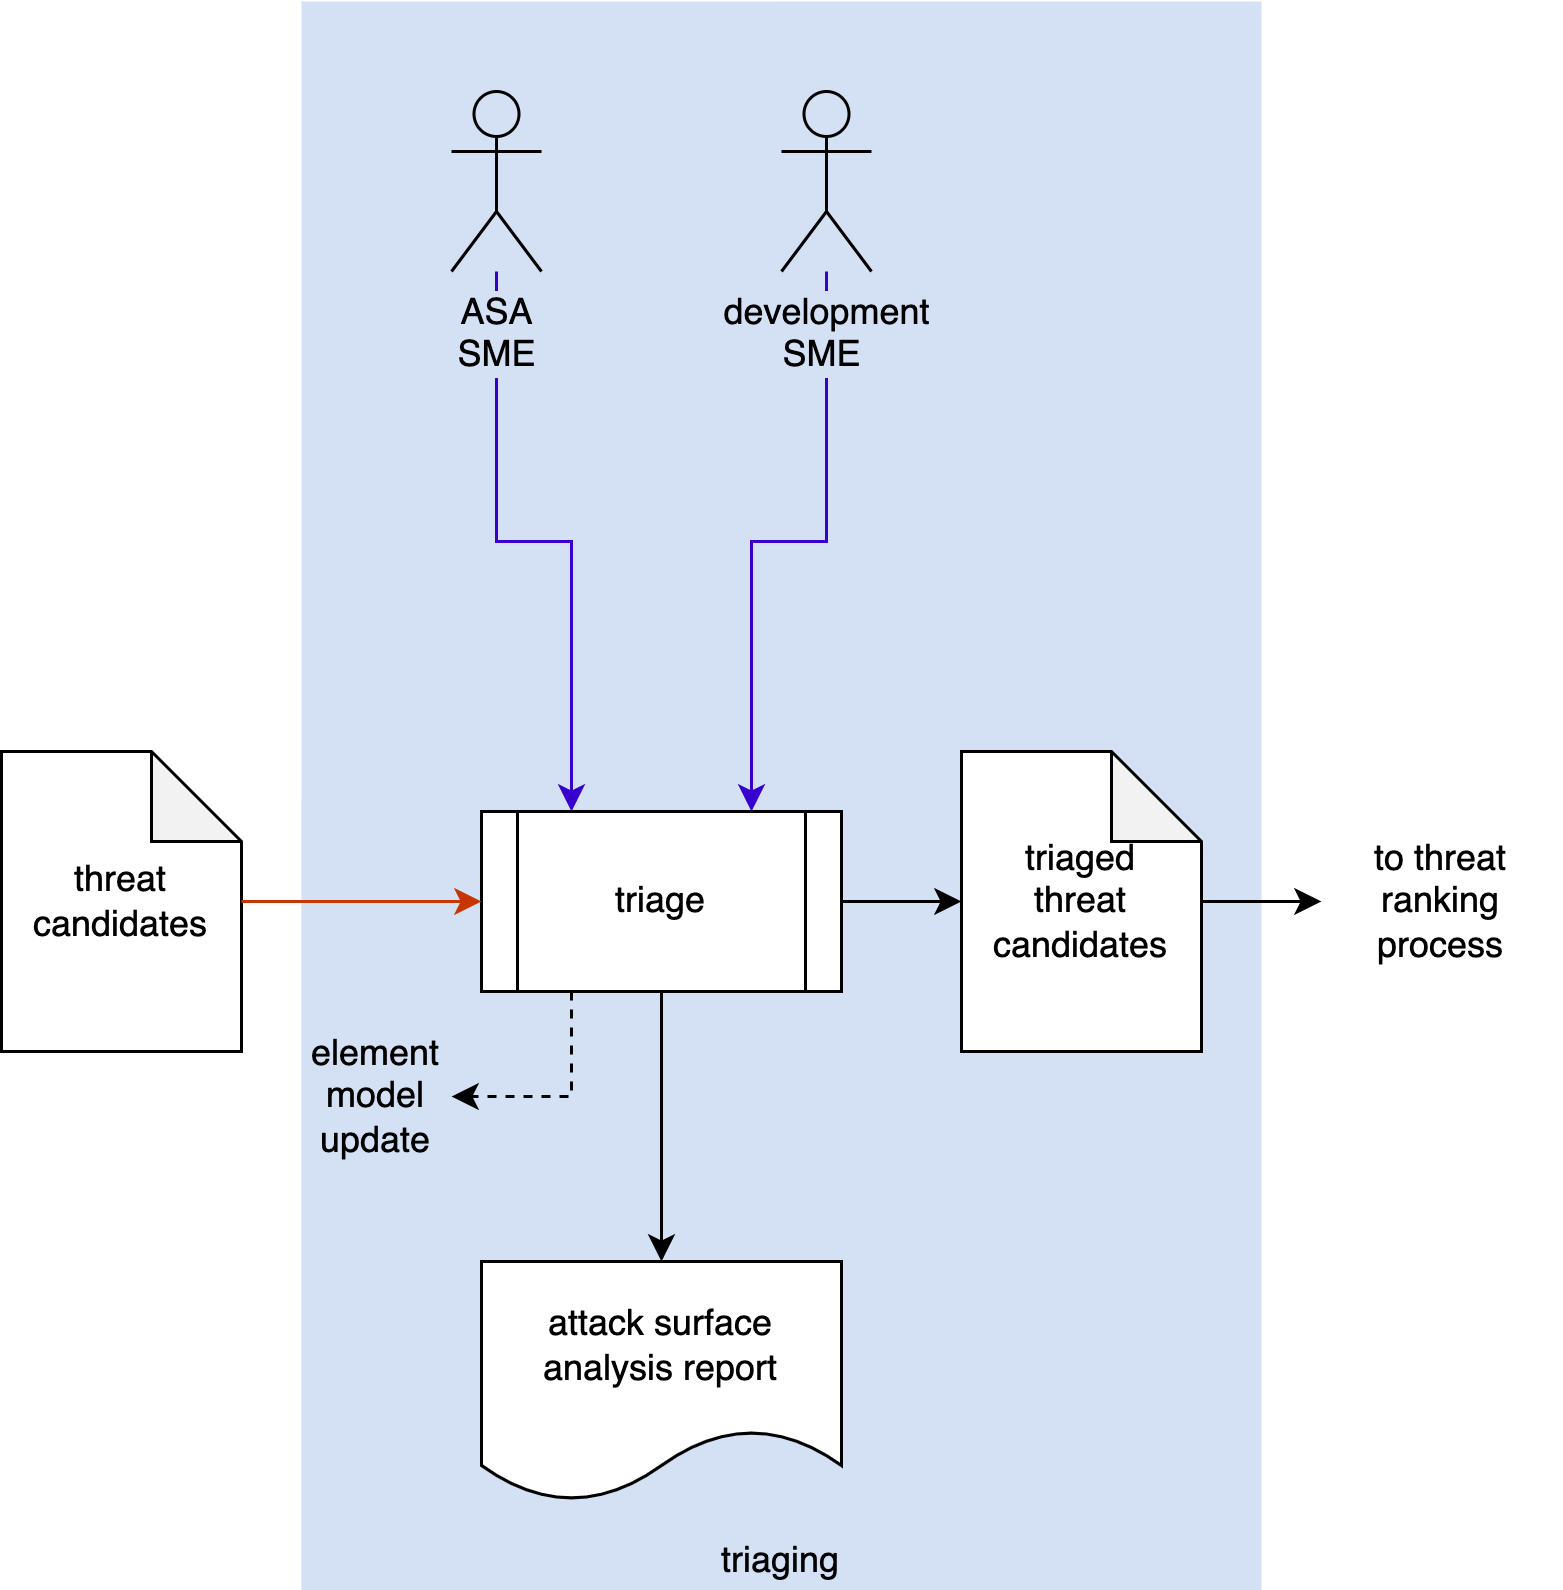 ASA
SME
development
SME
threat
candidates
triage
triaged
threat
candidates
to threat
ranking
process
element
model
update
attack surface
analysis report
triaging